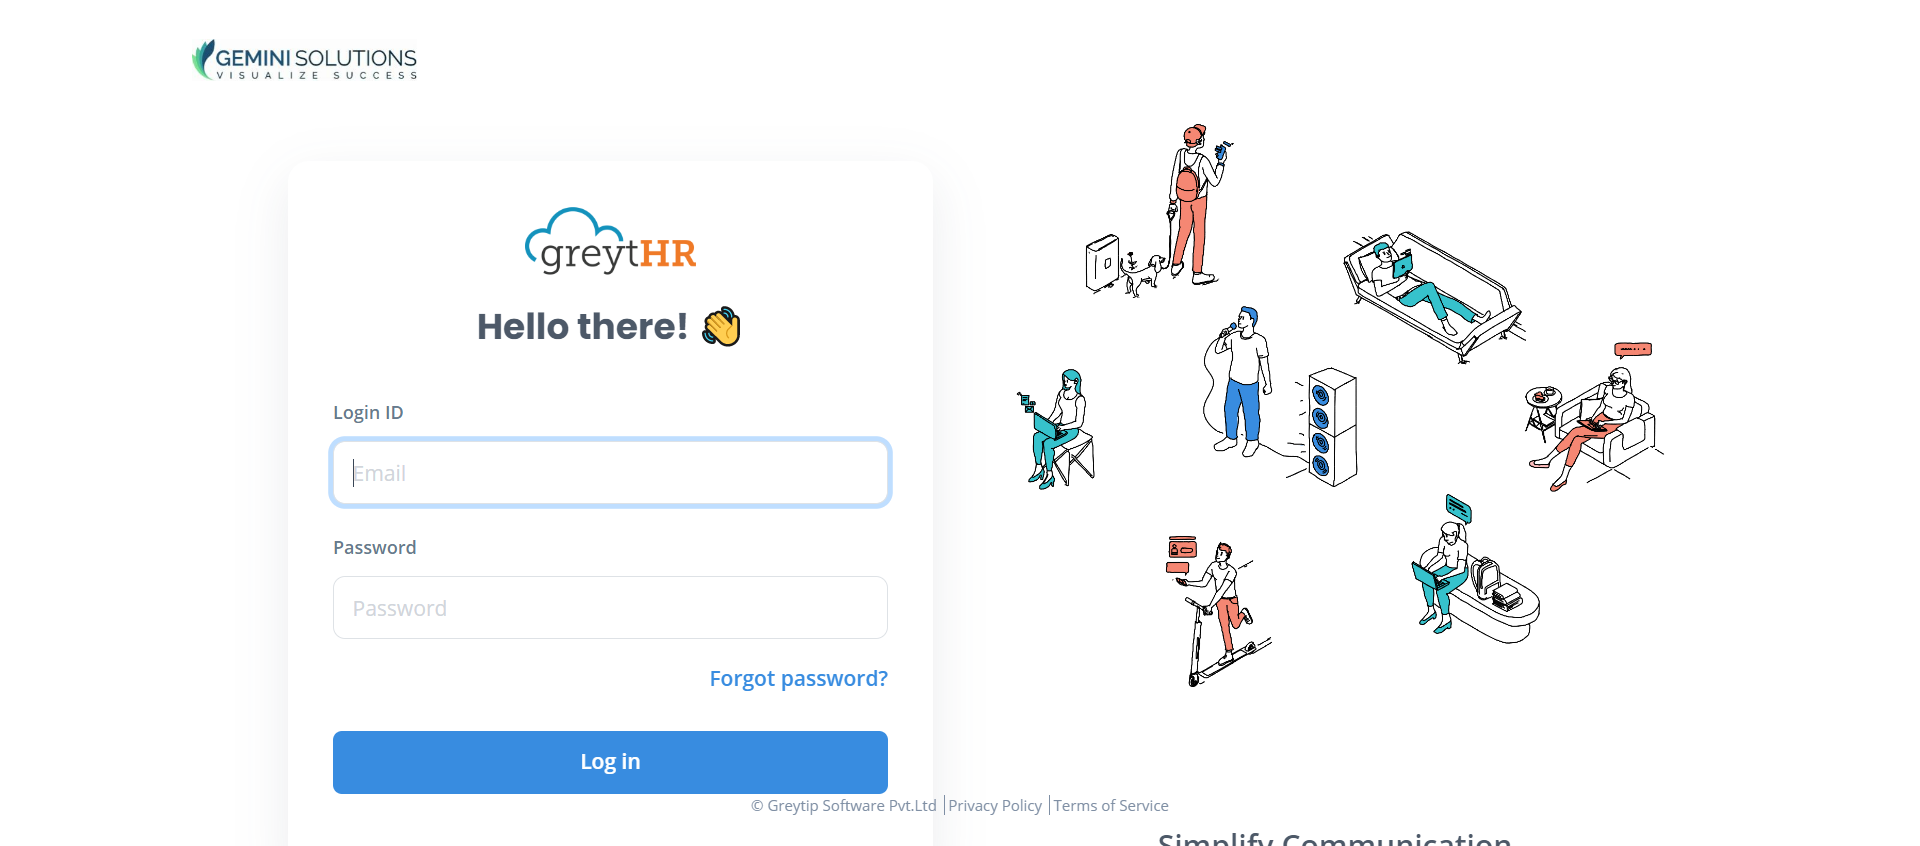 GEMINI SOLUTIONS
VISUALIZE SUCCESS
greytHR
Hello there! 👋
Login ID
Email
Password
Password
Forgot password?
Log in
© Greytip Software Pvt.Ltd | Privacy Policy | Terms of Service
Simplify Communication